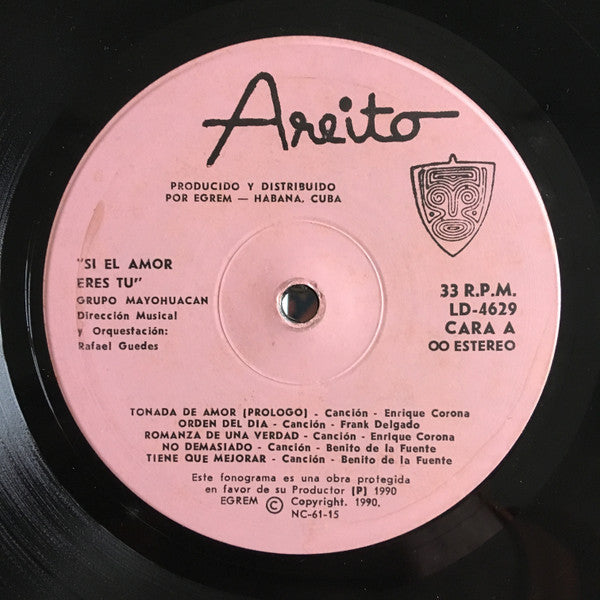 Areito
PRODUCIDO Y DISTRIBUIDO
POR EGREM — HABANA, CUBA
"SI EL AMOR
ERES TU"
GRUPO MAYOHUACAN
Dirección Musical
y Orquestación:
Rafael Guedes
33 R.P.M.
LD-4629
CARA A
OO ESTEREO
TONADA DE AMOR (PROLOGO) - Canción - Enrique Corona
ORDEN DEL DIA - Canción - Frank Delgado
ROMANZA DE UNA VERDAD - Canción - Enrique Corona
NO DEMASIADO - Canción - Benito de la Fuente
TIENE QUE MEJORAR - Canción - Benito de la Fuente
Este fonograma es una obra protegida
en favor de su Productor (P) 1990
EGREM © Copyright. 1990.
NC-61-15